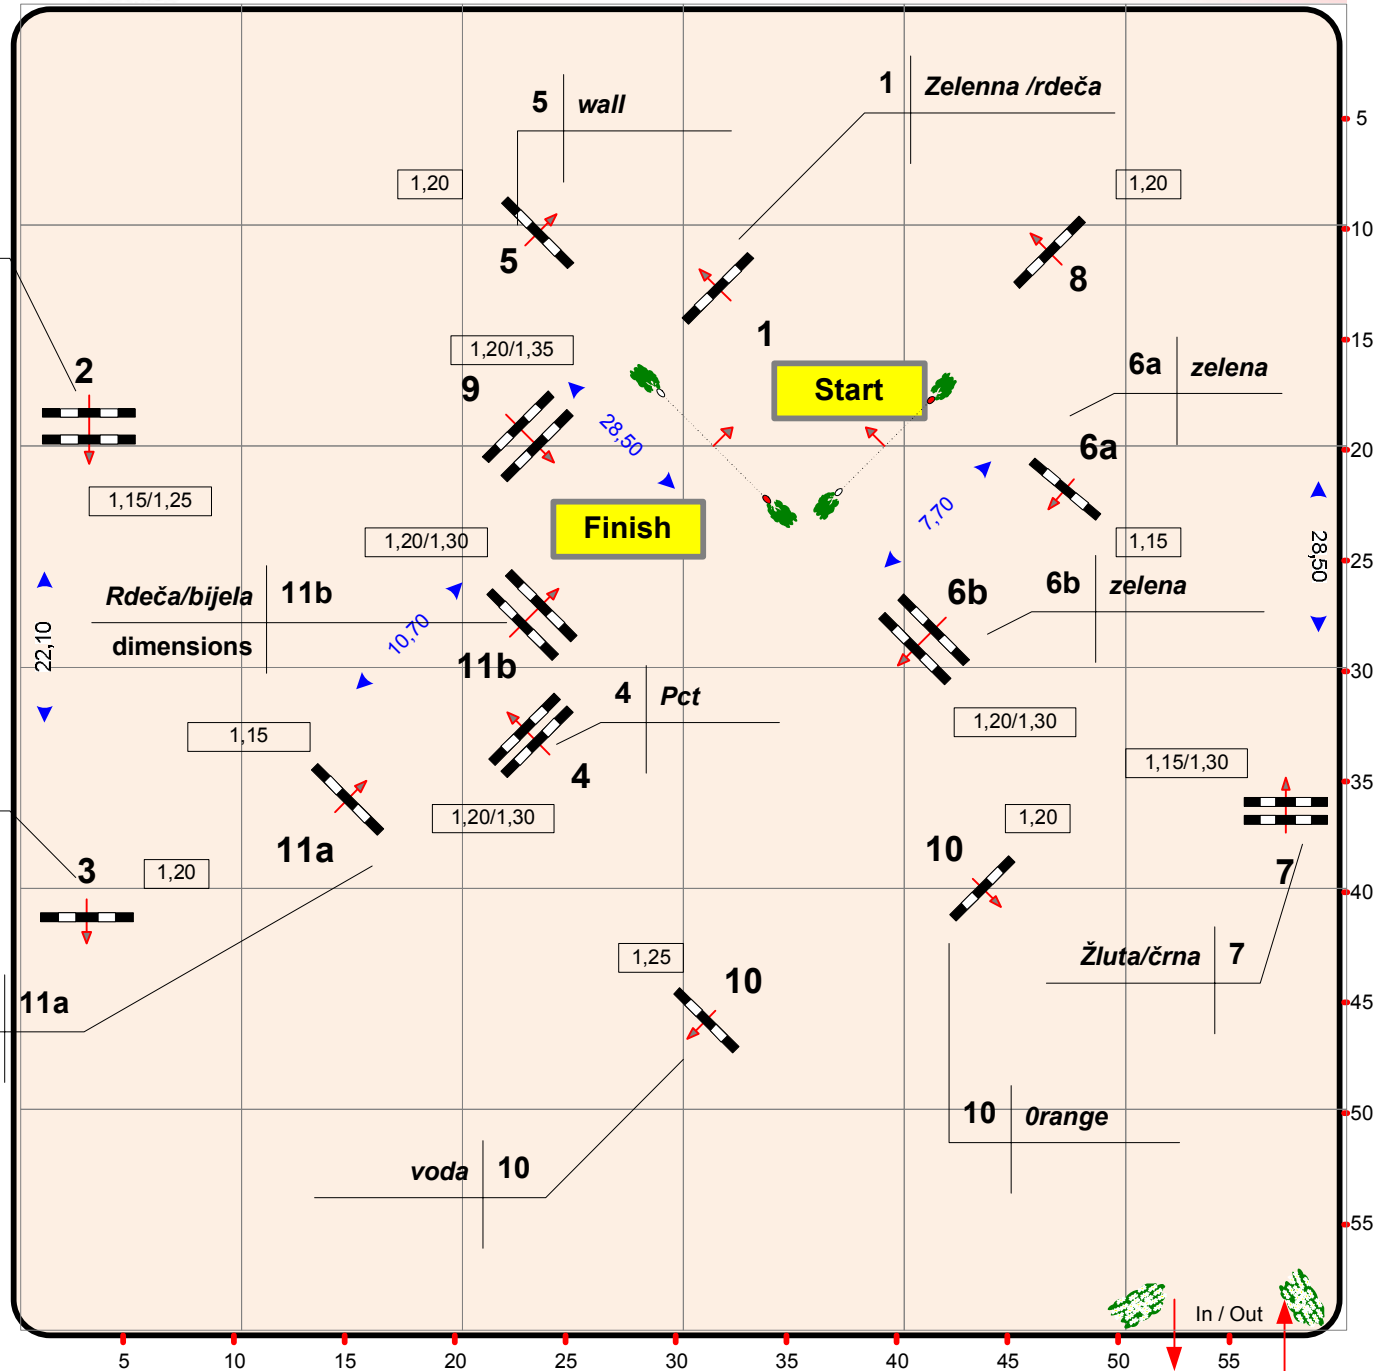 1 Zelenna /rdeča
5 wall
5
1,20
1,20
10
5
8
1
15
1,20/1,35
6a zelena
2
9
Start
28,50
20
6a
1,15/1,25
7,70
Finish
1,20/1,30
1,15
25
28,50
Rdeča/bijela 11b
6b
6b zelena
dimensions
22,10
10,70
11b
30
4 Pct
1,20/1,30
1,15
1,15/1,30
4
35
1,20/1,30
1,20
11a
10
3
1,20
7
40
1,25
Žluta/črna 7
10
11a
45
10 0range
50
voda 10
55
In / Out
5 10 15 20 25 30 35 40 45 50 55